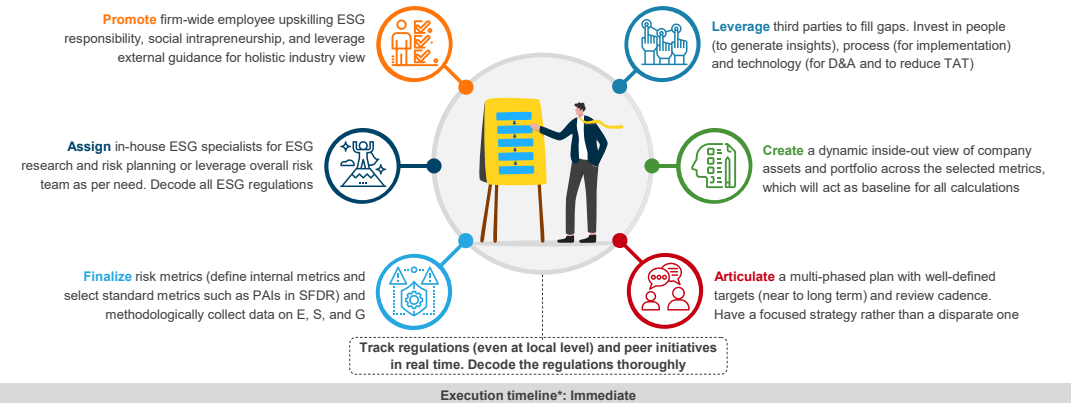 Promote firm-wide employee upskilling ESG
responsibility, social intrapreneurship, and leverage
external guidance for holistic industry view
Leverage third parties to fill gaps. Invest in people
(to generate insights), process (for implementation)
and technology (for D&A and to reduce TAT)
Assign in-house ESG specialists for ESG
research and risk planning or leverage overall risk
team as per need. Decode all ESG regulations
Create a dynamic inside-out view of company
assets and portfolio across the selected metrics,
which will act as baseline for all calculations
Finalize risk metrics (define internal metrics and
select standard metrics such as PAIs in SFDR) and
methodologically collect data on E, S, and G
Articulate a multi-phased plan with well-defined
targets (near to long term) and review cadence.
Have a focused strategy rather than a disparate one
Track regulations (even at local level) and peer initiatives
in real time. Decode the regulations thoroughly
Execution timeline*: Immediate